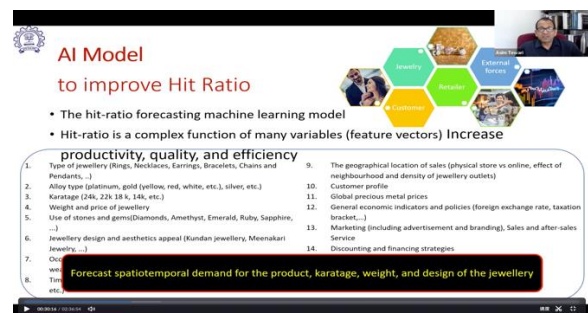 AI Model
to improve Hit Ratio
Jewelry
External
forces
Retailer
Customer
• The hit-ratio forecasting machine learning model
• Hit-ratio is a complex function of many variables (feature vectors) Increase
productivity, quality, and efficiency
1. Type of jewellery (Rings, Necklaces, Earrings, Bracelets, Chains and
Pendants, ..)
2. Alloy type (platinum, gold (yellow, red, white, etc.), silver, etc.)
3. Karatage (24k, 22k 18 k, 14k, etc.)
4. Weight and price of jewellery
5. Use of stones and gems(Diamonds, Amethyst, Emerald, Ruby, Sapphire,
...)
6. Jewellery design and aesthetics appeal (Kundan jewellery, Meenakari
Jewelry, ...)
7.
8.
etc.)
9. The geographical location of sales (physical store vs online, effect of
neighbourhood and density of jewellery outlets)
10. Customer profile
11. Global precious metal prices
12. General economic indicators and policies (foreign exchange rate, taxation
bracket,...)
13. Marketing (including advertisement and branding), Sales and after-sales
Service
14. Discounting and financing strategies
Forecast spatiotemporal demand for the product, karatage, weight, and design of the jewellery